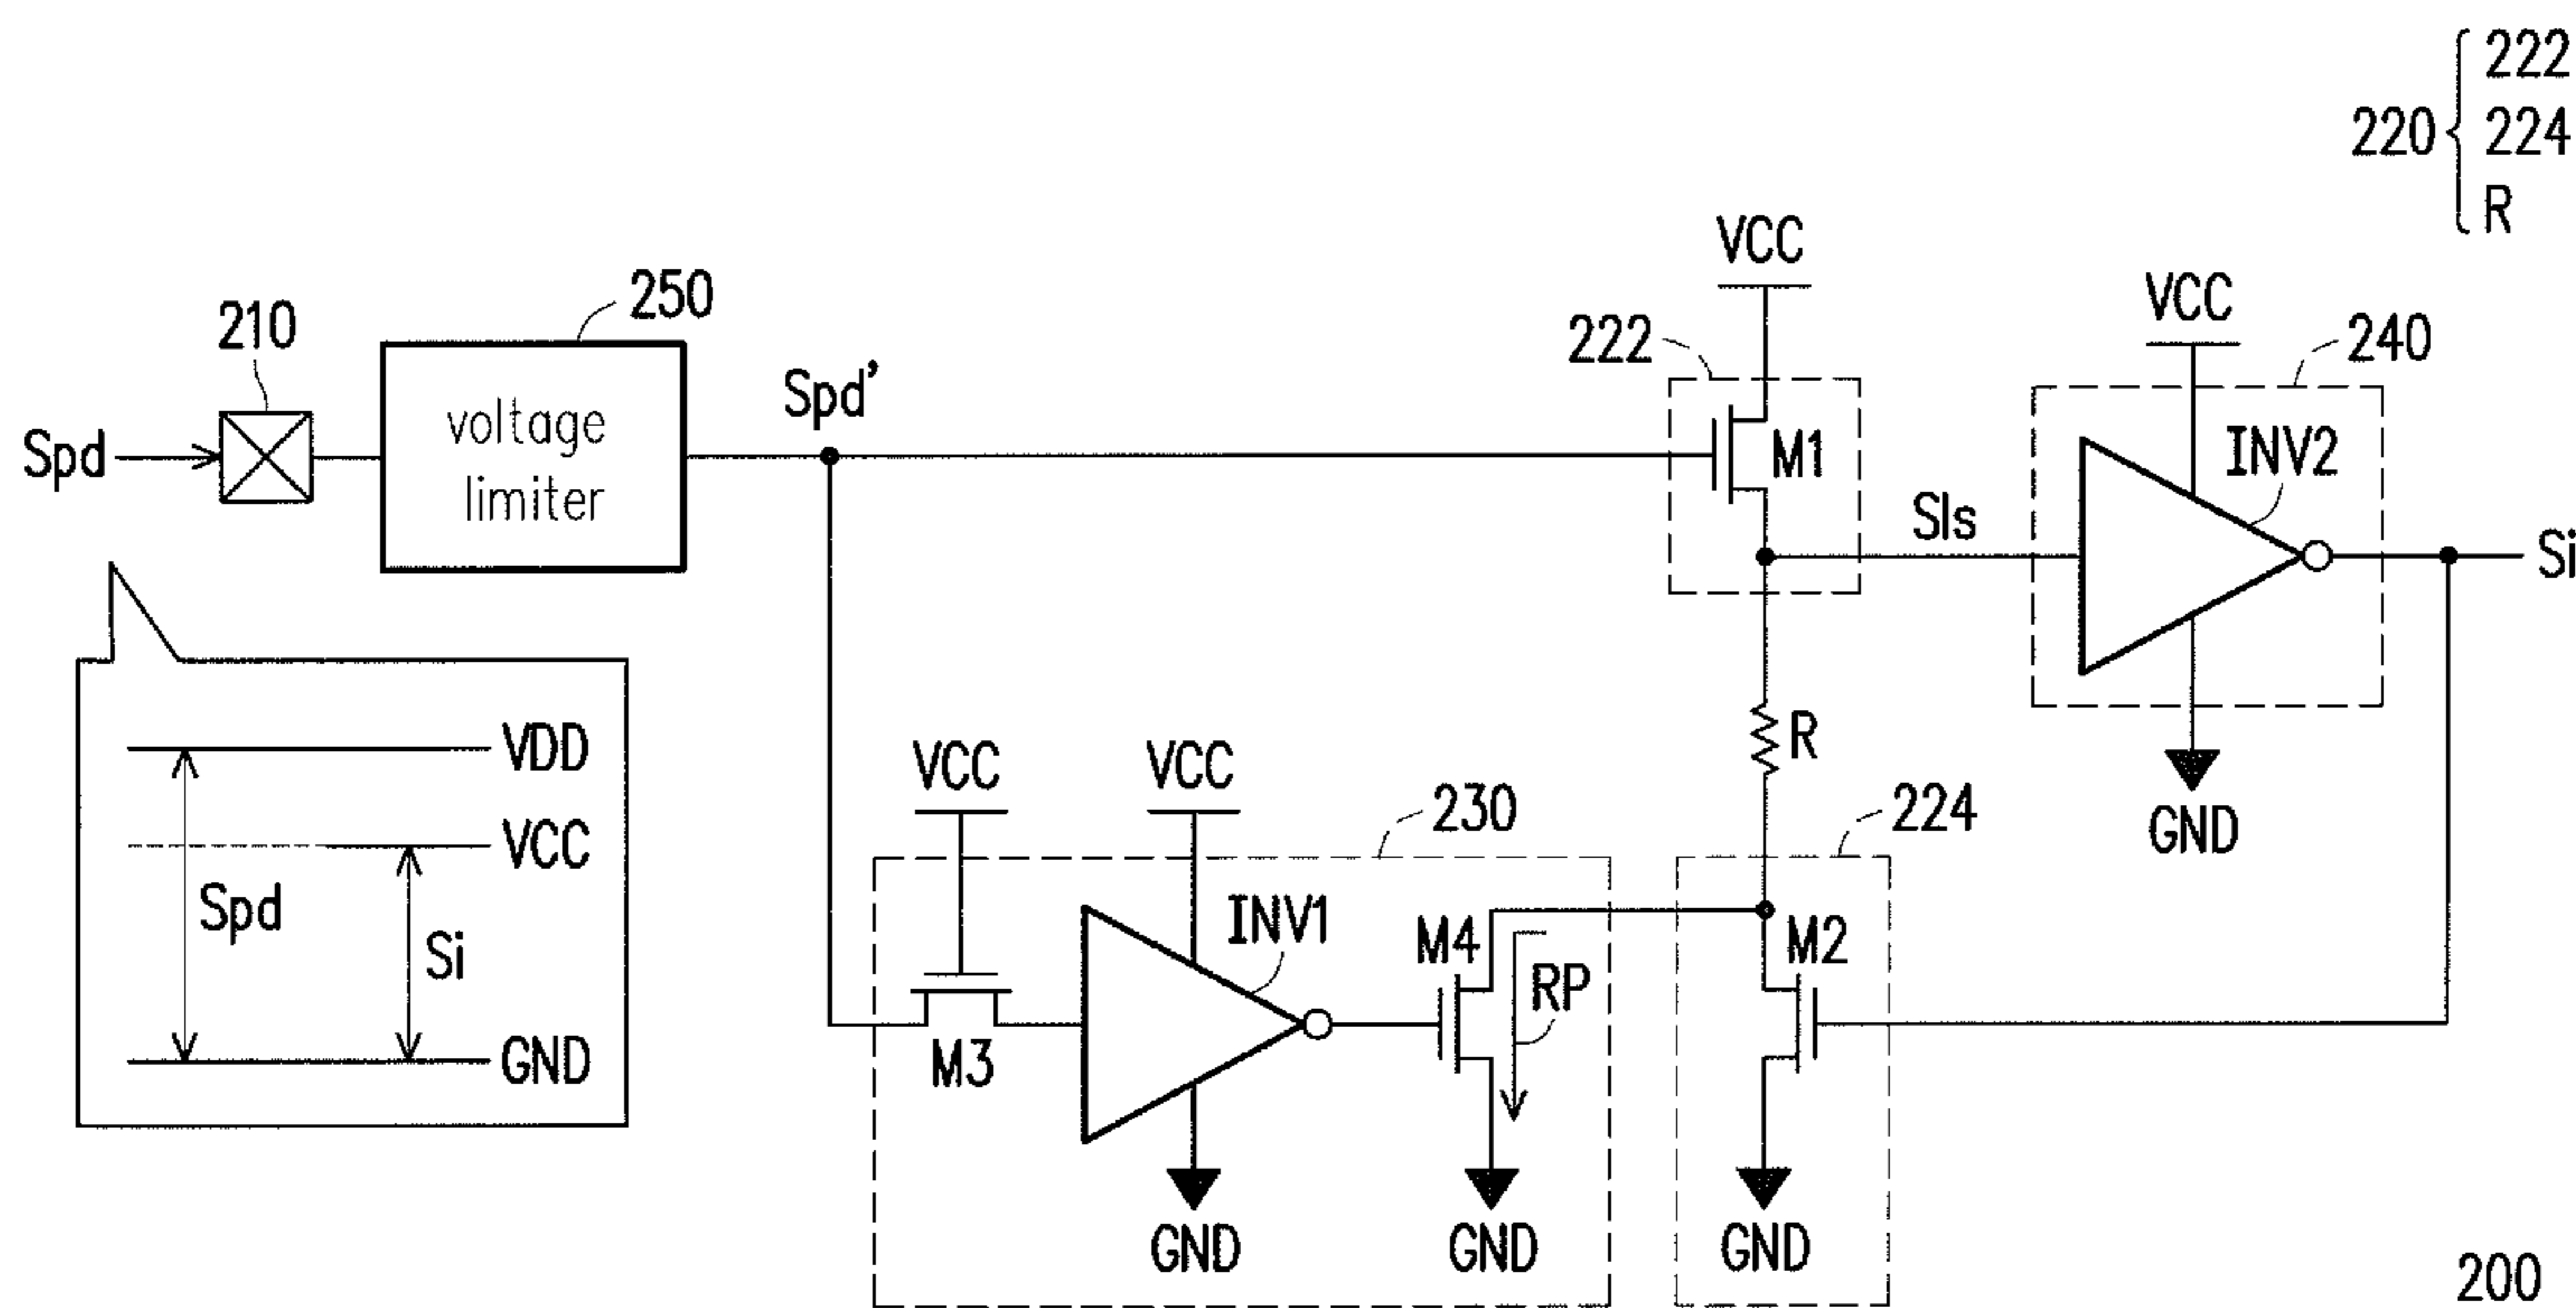 222
220 224
R
VCC
VCC
250
210
222
240
Spd'
Spd
voltage
limiter
M1
INV2
SIs
Si
VDD
VCC
VCC
VCC
R
230
224
Spd
Si
INV1
M4
RP
M2
GND
GND
M3
GND
GND
GND
200